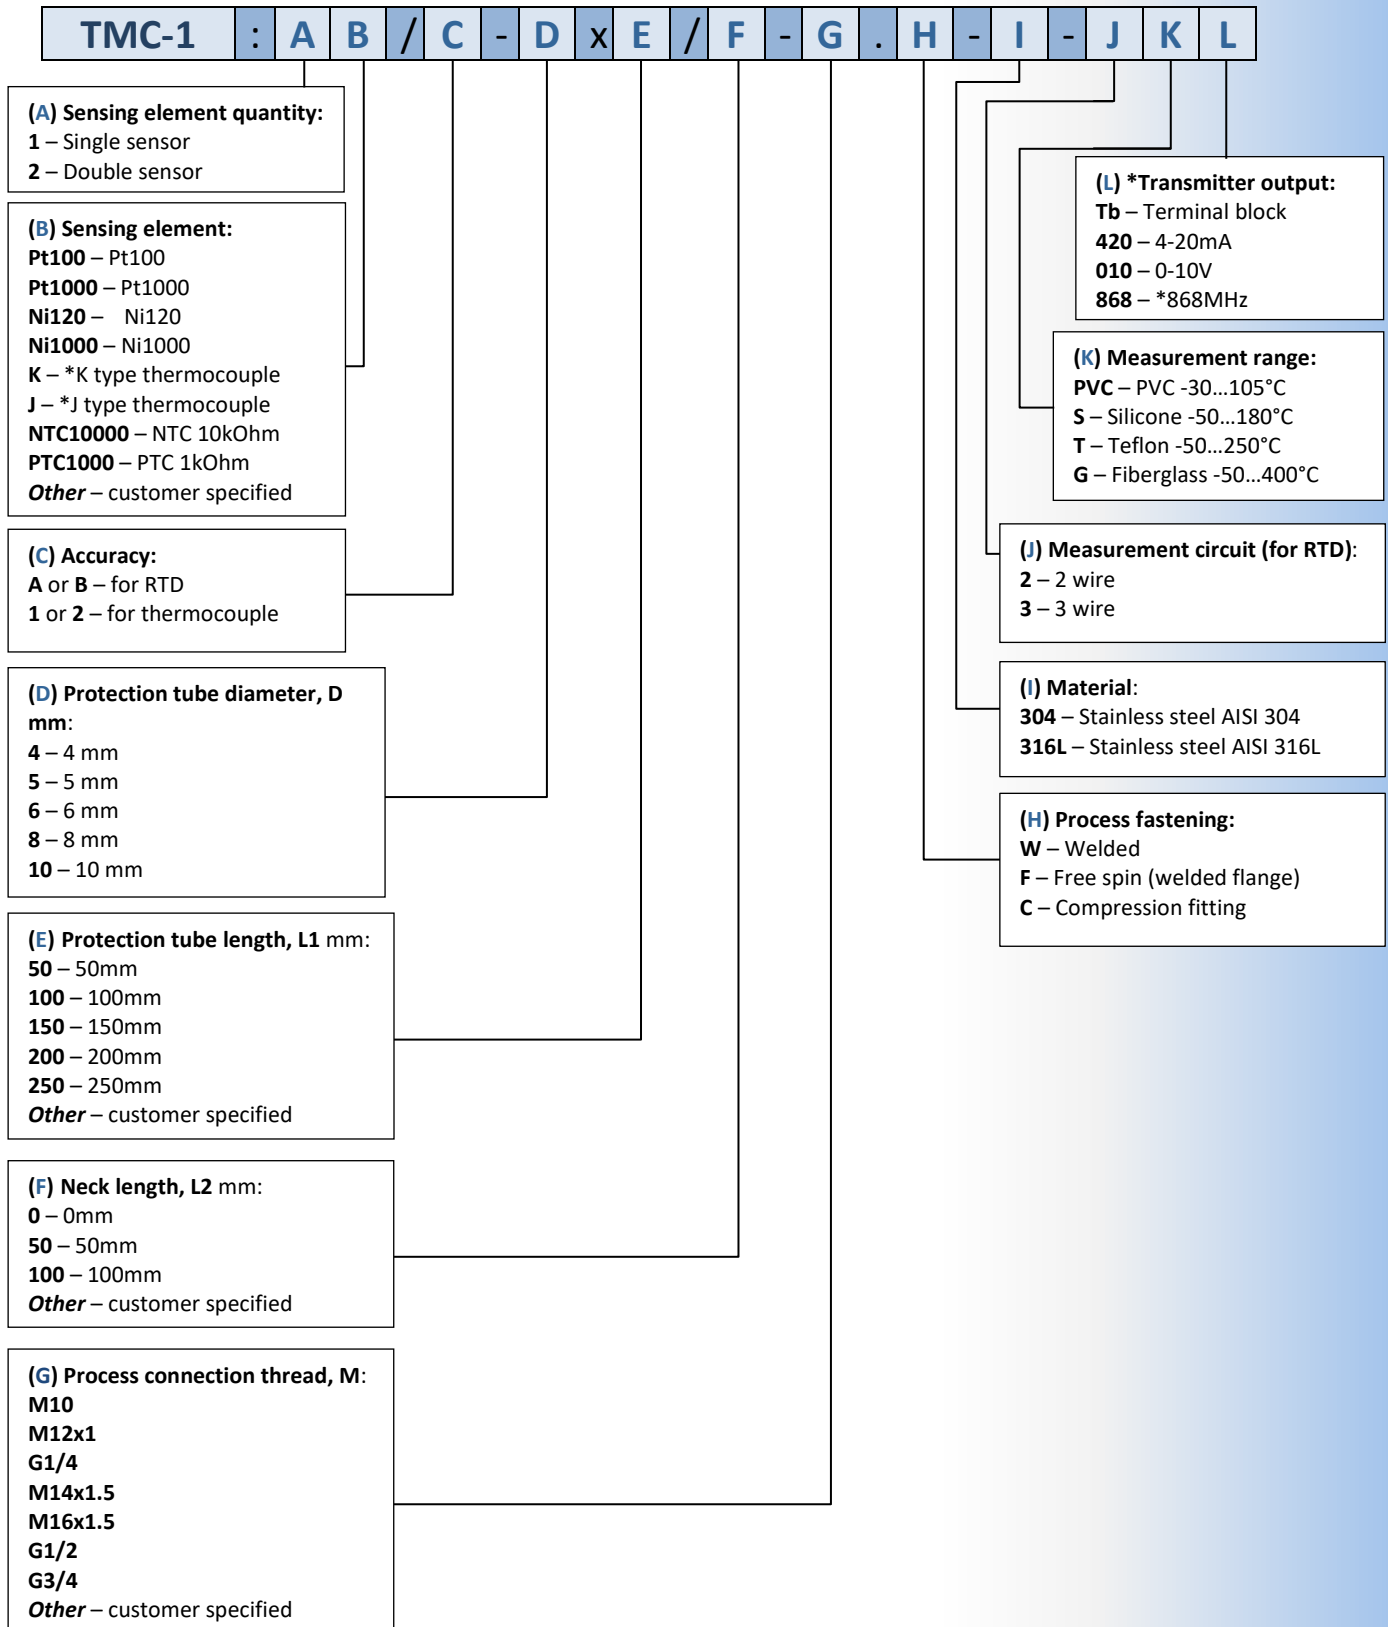 TMC-1 : A B / C - D x E / F - G . H - I - J K L
(A) Sensing element quantity:
1 – Single sensor
2 – Double sensor
(B) Sensing element:
Pt100 – Pt100
Pt1000 – Pt1000
Ni120 – Ni120
Ni1000 – Ni1000
K – *K type thermocouple
J – *J type thermocouple
NTC10000 – NTC 10kOhm
PTC1000 – PTC 1kOhm
Other – customer specified
(C) Accuracy:
A or B – for RTD
1 or 2 – for thermocouple
(D) Protection tube diameter, D
mm:
4 – 4 mm
5 – 5 mm
6 – 6 mm
8 – 8 mm
10 – 10 mm
(E) Protection tube length, L1 mm:
50 – 50mm
100 – 100mm
150 – 150mm
200 – 200mm
250 – 250mm
Other – customer specified
(F) Neck length, L2 mm:
0 – 0mm
50 – 50mm
100 – 100mm
Other – customer specified
(G) Process connection thread, M:
M10
M12x1
G1/4
M14x1.5
M16x1.5
G1/2
G3/4
Other – customer specified
(L) *Transmitter output:
Tb – Terminal block
420 – 4-20mA
010 – 0-10V
868 – *868MHz
(K) Measurement range:
PVC – PVC -30...105°C
S – Silicone -50...180°C
T – Teflon -50...250°C
G – Fiberglass -50...400°C
(J) Measurement circuit (for RTD):
2 – 2 wire
3 – 3 wire
(I) Material:
304 – Stainless steel AISI 304
316L – Stainless steel AISI 316L
(H) Process fastening:
W – Welded
F – Free spin (welded flange)
C – Compression fitting